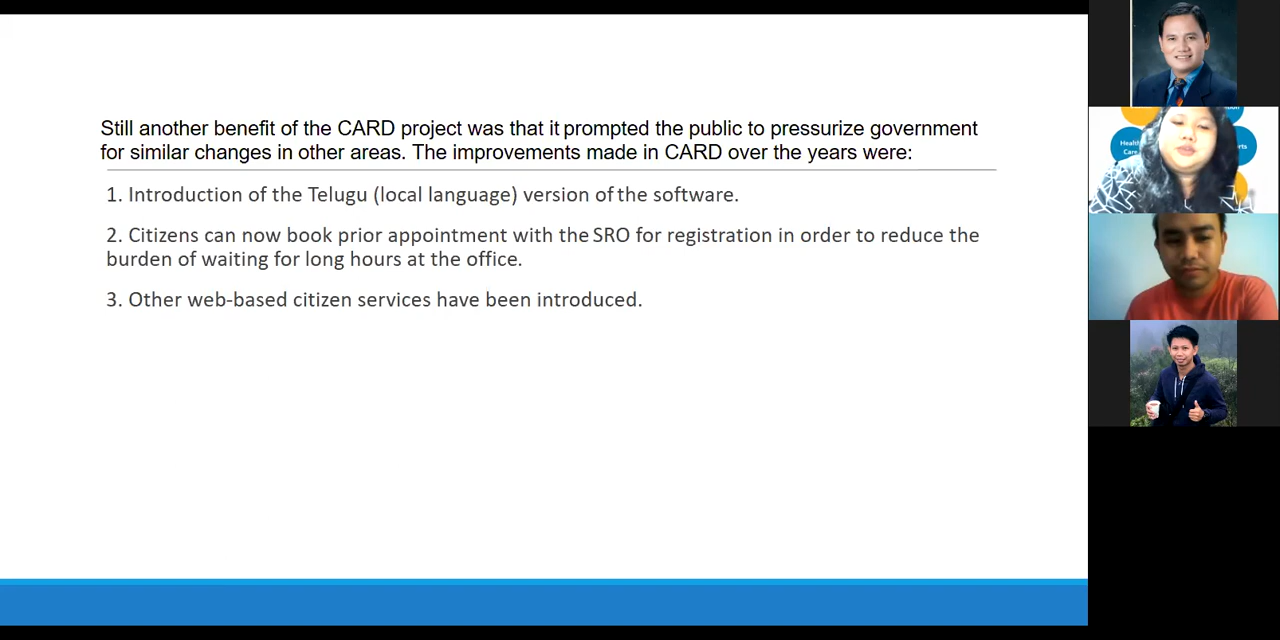 Still another benefit of the CARD project was that it prompted the public to pressurize government
for similar changes in other areas. The improvements made in CARD over the years were:
1. Introduction of the Telugu (local language) version of the software.
2. Citizens can now book prior appointment with the SRO for registration in order to reduce the
burden of waiting for long hours at the office.
3. Other web-based citizen services have been introduced.
Health
Care